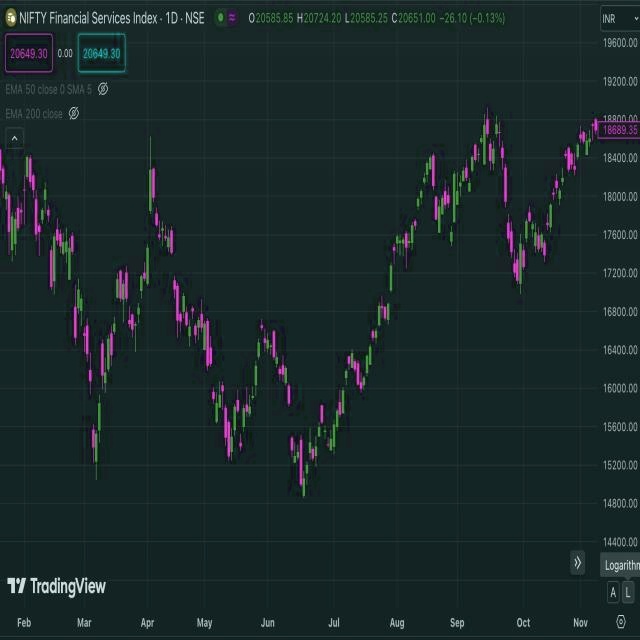 NIFTY Financial Services Index · 1D · NSE O20585.85 H20724.20 L20585.25 C20651.00 −26.10 (−0.13%) INR
20649.30 0.00 20649.30
EMA 50 close 0 SMA 5
EMA 200 close
19600.00
19200.00
18800.00
18689.35
18400.00
18000.00
17600.00
17200.00
16800.00
16400.00
16000.00
15600.00
15200.00
14800.00
14400.00
Logarithm
TradingView
A L
Feb Mar Apr May Jun Jul Aug Sep Oct Nov